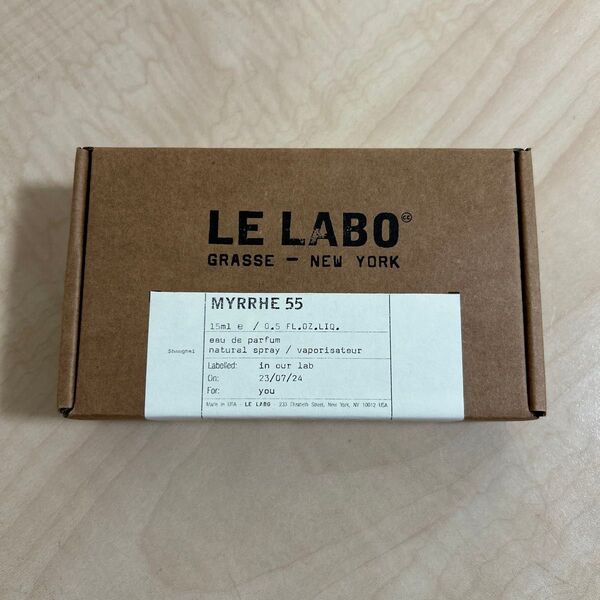 LE LABO
GRASSE - NEW YORK
MYRRHE 55
15ml e / 0.5 FL.OZ.LIQ.
eau de parfum
natural spray / vaporisateur
Shanghai
Labelled: in our lab
On: 23/07/24
For: you
Made in USA - LE LABO - 233 Elizabeth Street, New York, NY 10012 USA